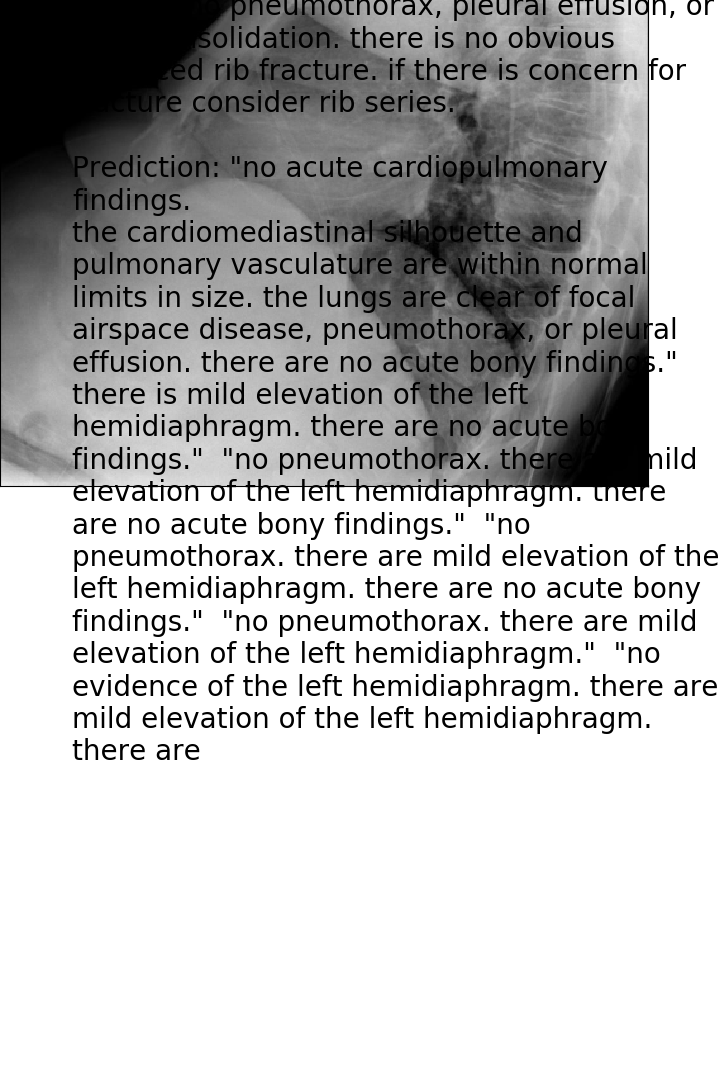 pneumothorax, pleural effusion, or
there is no obvious
rib fracture. if there is concern for
consider rib series.
Prediction: "no acute cardiopulmonary
findings.
the cardiomediastinal silhouette and
pulmonary vasculature are within normal
limits in size. the lungs are clear of focal
airspace disease, pneumothorax, or pleural
effusion. there are no acute bony findings."
there is mild elevation of the left
hemidiaphragm. there are no acute
findings."  "no pneumothorax. there mild
elevation of the left hemidiaphragm. there
are no acute bony findings."  "no
pneumothorax. there are mild elevation of the
left hemidiaphragm. there are no acute bony
findings."  "no pneumothorax. there are mild
elevation of the left hemidiaphragm."  "no
evidence of the left hemidiaphragm. there are
mild elevation of the left hemidiaphragm.
there are